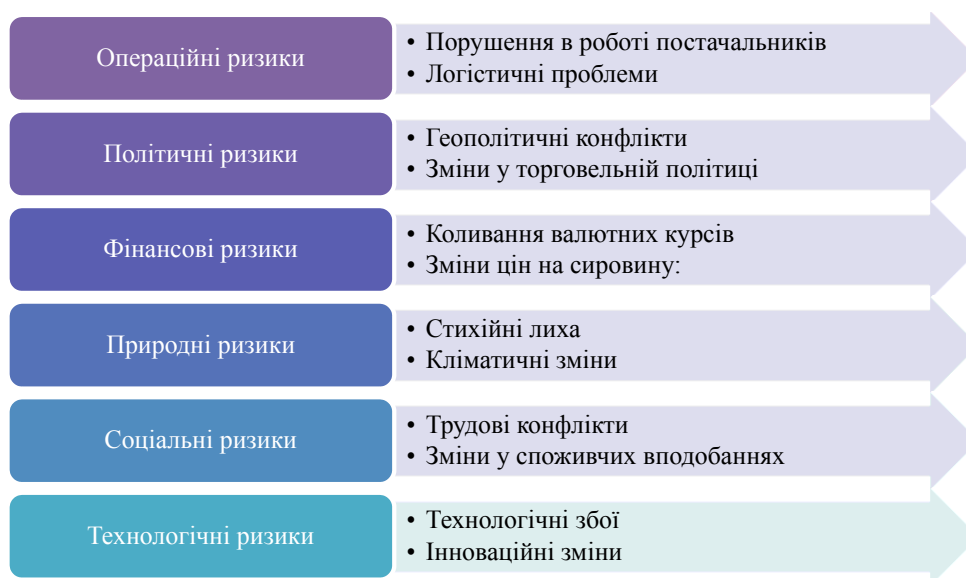 Операційні ризики
• Порушення в роботі постачальників
• Логістичні проблеми
Політичні ризики
• Геополітичні конфлікти
• Зміни у торговельній політиці
Фінансові ризики
• Коливання валютних курсів
• Зміни цін на сировину:
Природні ризики
• Стихійні лиха
• Кліматичні зміни
Соціальні ризики
• Трудові конфлікти
• Зміни у споживчих вподобаннях
Технологічні ризики
• Технологічні збої
• Інноваційні зміни